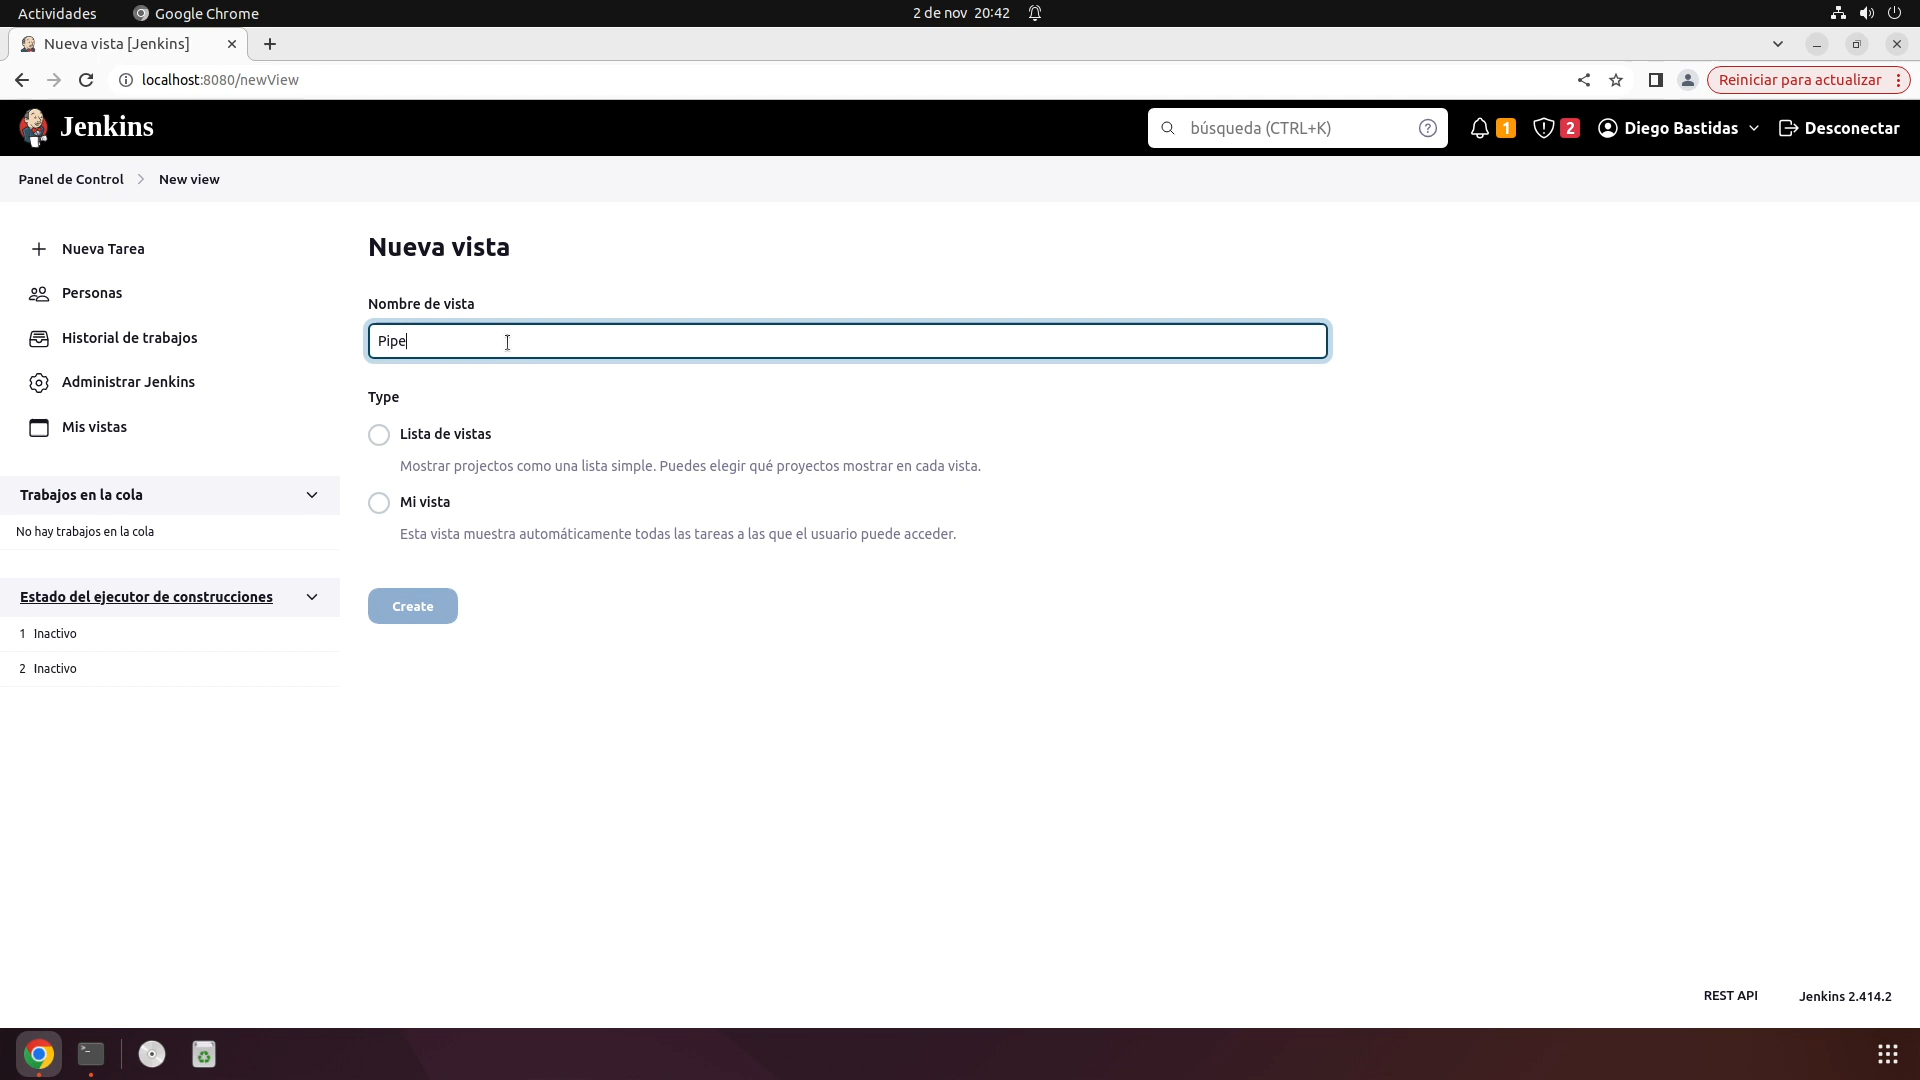 Actividades
Google Chrome
2 de nov 20:42
Nueva vista [Jenkins]
localhost:8080/newView
Reiniciar para actualizar
Jenkins
búsqueda (CTRL+K)
1
2
Diego Bastidas
Desconectar
Panel de Control
New view
Nueva Tarea
Personas
Historial de trabajos
Administrar Jenkins
Mis vistas
Trabajos en la cola
No hay trabajos en la cola
Estado del ejecutor de construcciones
1 Inactivo
2 Inactivo
Nueva vista
Nombre de vista
Pipe
Type
Lista de vistas
Mostrar projectos como una lista simple. Puedes elegir qué proyectos mostrar en cada vista.
Mi vista
Esta vista muestra automáticamente todas las tareas a las que el usuario puede acceder.
Create
REST API
Jenkins 2.414.2